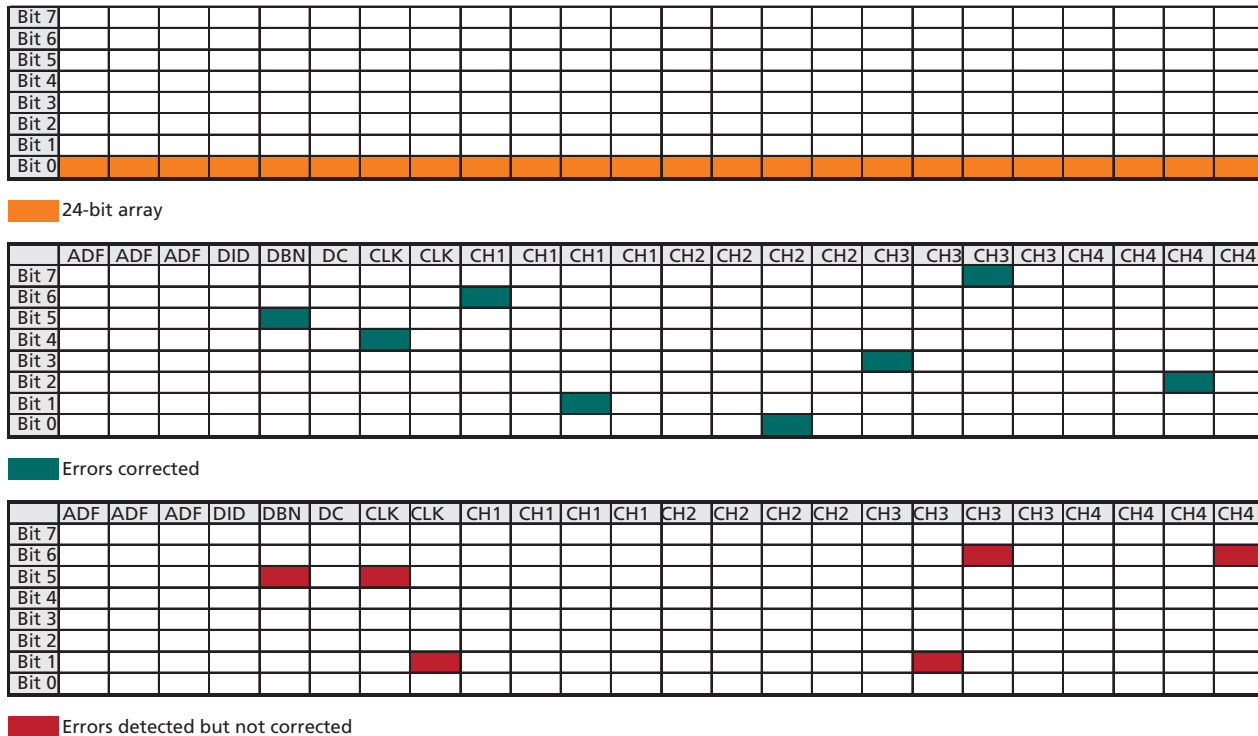 Bit 7
Bit 6
Bit 5
Bit 4
Bit 3
Bit 2
Bit 1
Bit 0
24-bit array
ADF ADF ADF DID DBN DC CLK CLK CH1 CH1 CH1 CH1 CH2 CH2 CH2 CH2 CH3 CH3 CH3 CH3 CH4 CH4 CH4 CH4
Bit 7
Bit 6
Bit 5
Bit 4
Bit 3
Bit 2
Bit 1
Bit 0
Errors corrected
ADF ADF ADF DID DBN DC CLK CLK CH1 CH1 CH1 CH1 CH2 CH2 CH2 CH2 CH3 CH3 CH3 CH3 CH4 CH4 CH4 CH4
Bit 7
Bit 6
Bit 5
Bit 4
Bit 3
Bit 2
Bit 1
Bit 0
Errors detected but not corrected